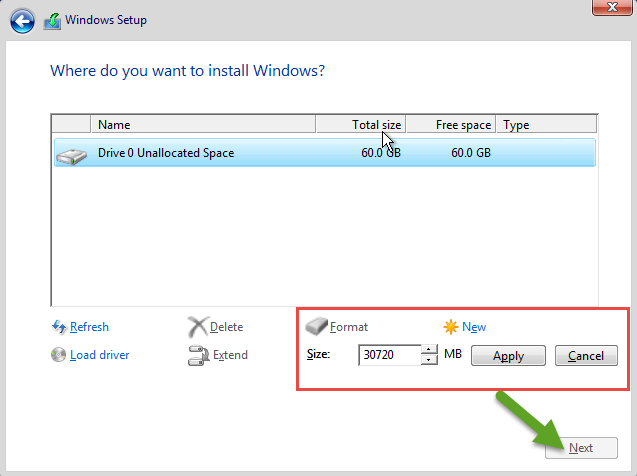 Windows Setup
Where do you want to install Windows?
Name Total size Free space Type
Drive 0 Unallocated Space 60.0 GB 60.0 GB
Refresh Delete Format New
Load driver Extend Size: 30720 MB Apply Cancel
Next